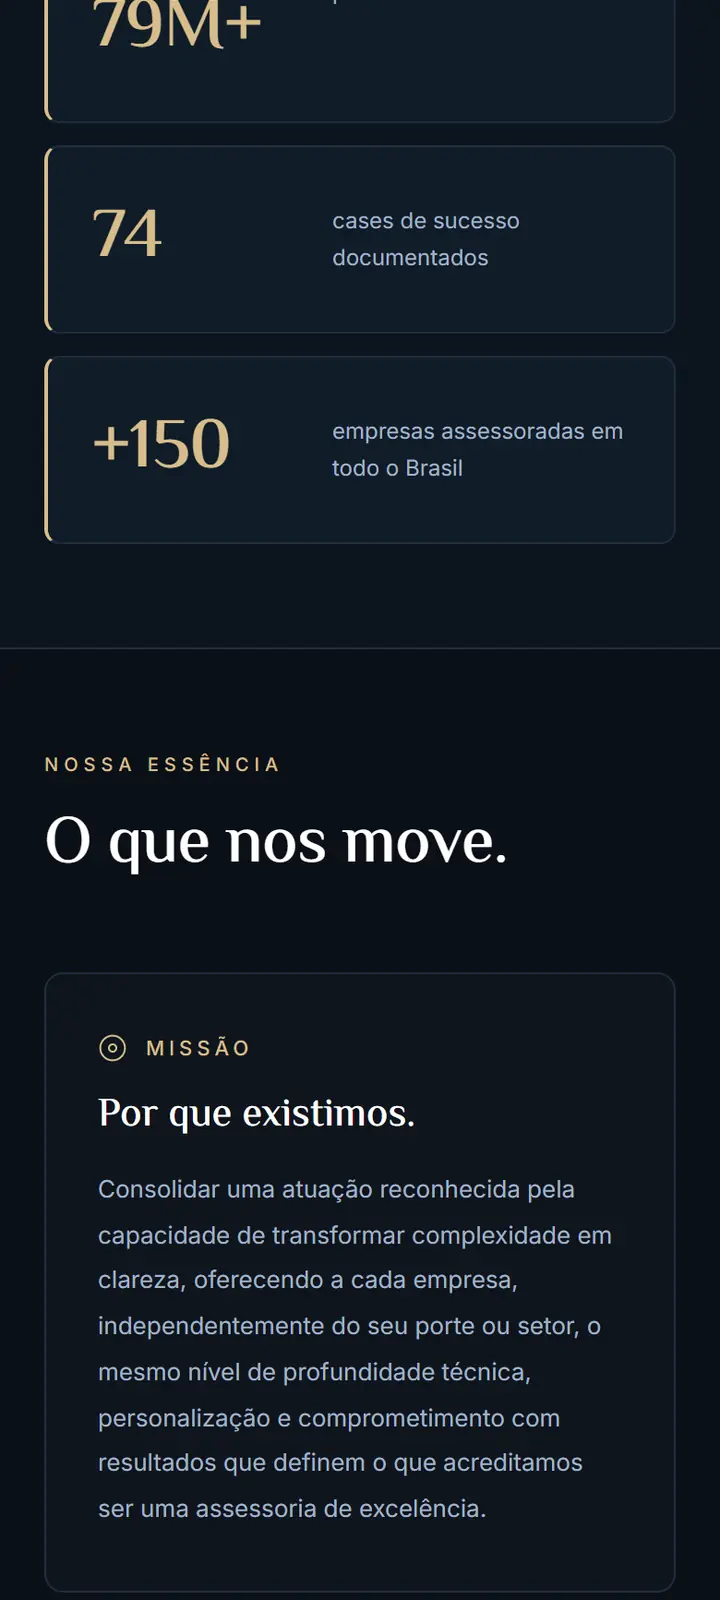 79M+
74
cases de sucesso
documentados
+150
empresas assessoradas em
todo o Brasil
NOSSA ESSÊNCIA
O que nos move.
MISSÃO
Por que existimos.
Consolidar uma atuação reconhecida pela
capacidade de transformar complexidade em
clareza, oferecendo a cada empresa,
independentemente do seu porte ou setor, o
mesmo nível de profundidade técnica,
personalização e comprometimento com
resultados que definem o que acreditamos
ser uma assessoria de excelência.